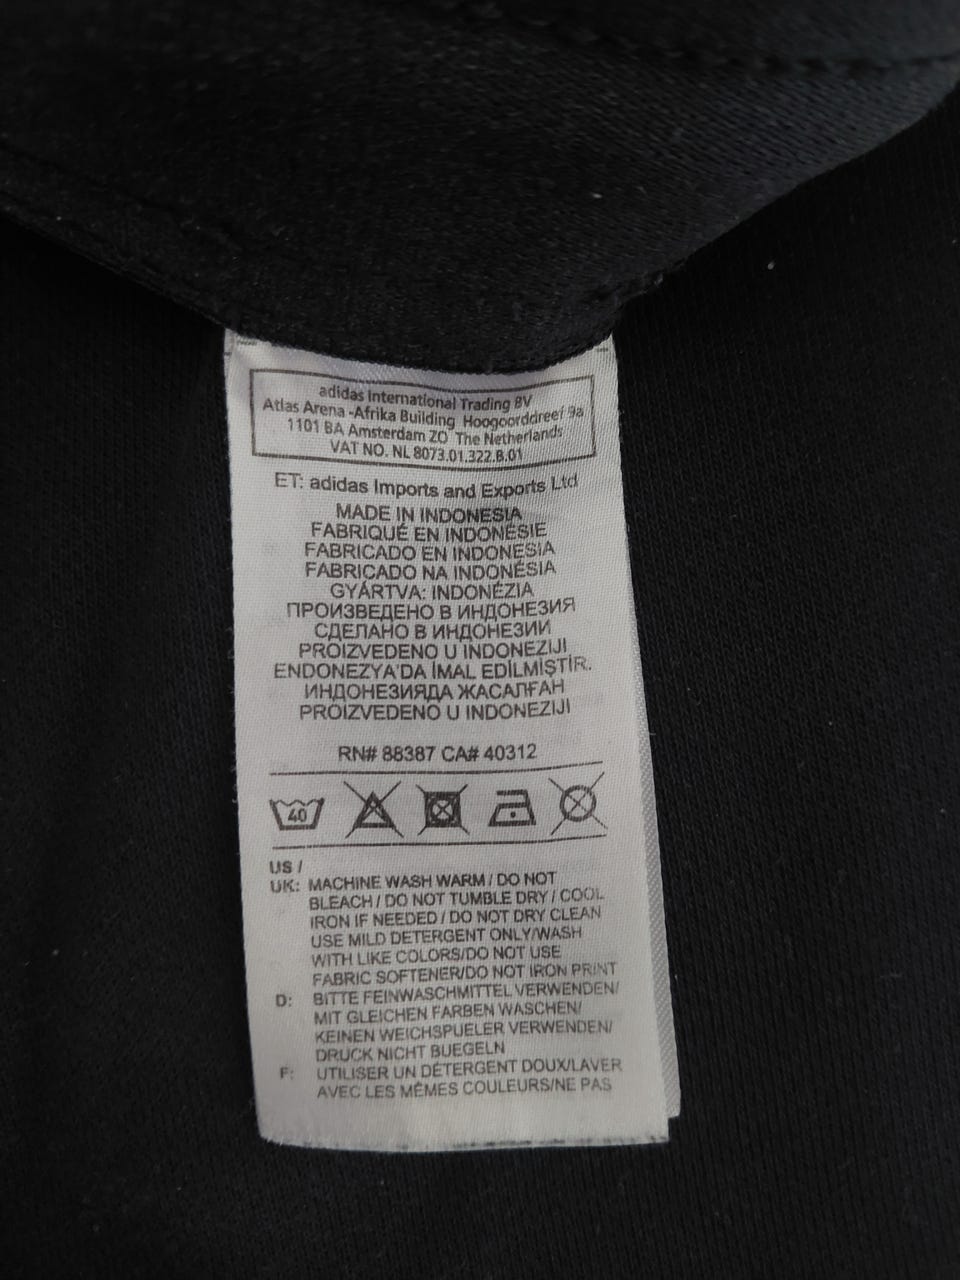 adidas International Trading BV
Atlas Arena -Afrika Building Hoogoorddreef 9a
1101 BA Amsterdam ZO The Netherlands
VAT NO. NL 8073.01.322.B.01
ET: adidas Imports and Exports Ltd
MADE IN INDONESIA
FABRIQUÉ EN INDONÉSIE
FABRICADO EN INDONESIA
FABRICADO NA INDONÉSIA
GYÁRTVA: INDONÉZIA
ПРОИЗВЕДЕНО В ИНДОНЕЗИЯ
СДЕЛАНО В ИНДОНЕЗИИ
PROIZVEDENO U INDONEZIJI
ENDONEZYA'DA İMAL EDİLMİŞTİR.
ИНДОНЕЗИЯДА ЖАСАЛҒАН
PROIZVEDENO U INDONEZIJI
RN# 88387 CA# 40312
40
US /
UK: MACHINE WASH WARM / DO NOT
BLEACH / DO NOT TUMBLE DRY / COOL
IRON IF NEEDED / DO NOT DRY CLEAN
USE MILD DETERGENT ONLY/WASH
WITH LIKE COLORS/DO NOT USE
FABRIC SOFTENER/DO NOT IRON PRINT
D: BITTE FEINWASCHMITTEL VERWENDEN/
MIT GLEICHEN FARBEN WASCHEN/
KEINEN WEICHSPUELER VERWENDEN/
DRUCK NICHT BUEGELN
F: UTILISER UN DÉTERGENT DOUX/LAVER
AVEC LES MÊMES COULEURS/NE PAS